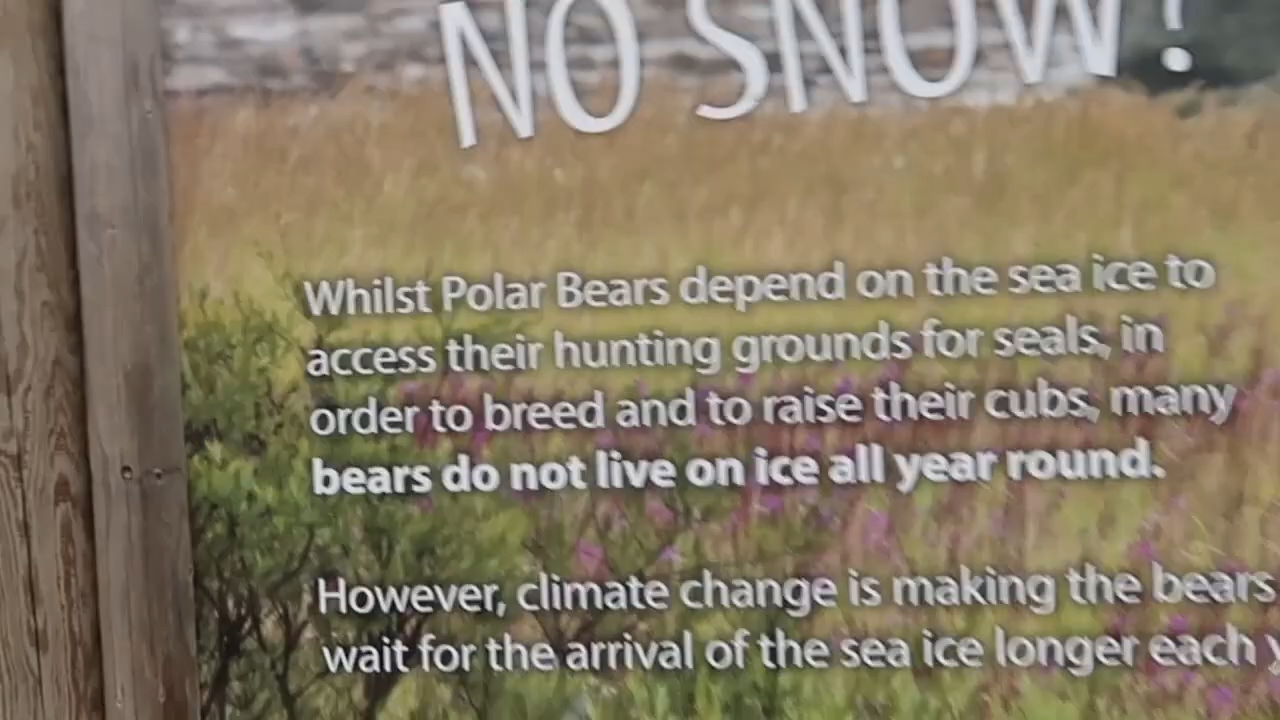 NO SNOW!
Whilst Polar Bears depend on the sea ice to
access their hunting grounds for seals, in
order to breed and to raise their cubs, many
bears do not live on ice all year round.
However, climate change is making the bears
wait for the arrival of the sea ice longer each